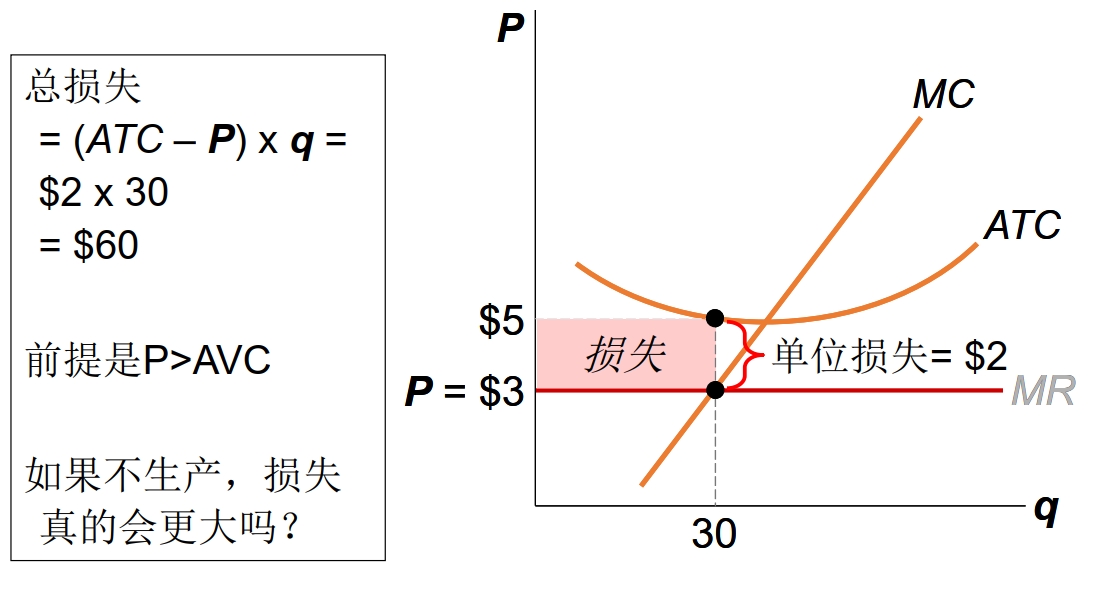 总损失
= (ATC – P) x q =
$2 x 30
= $60
前提是P>AVC
如果不生产，损失
真的会更大吗？
P
MC
ATC
$5
损失
单位损失= $2
P = $3
MR
q
30